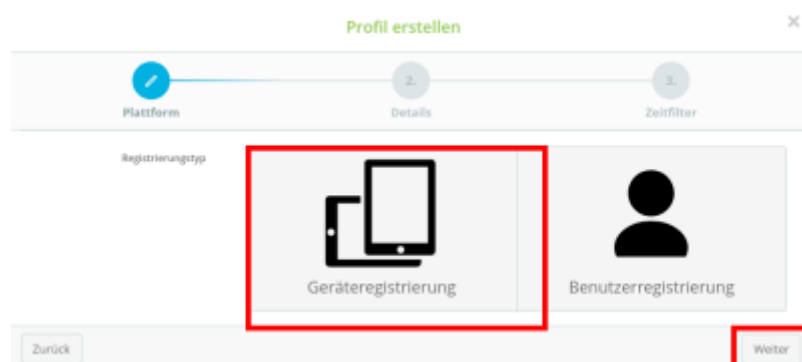 Profil erstellen
×
2.
3.
Plattform
Details
Zeitfilter
Registrierungstyp
Geräteregistrierung
Benutzerregistrierung
Zurück
Weiter